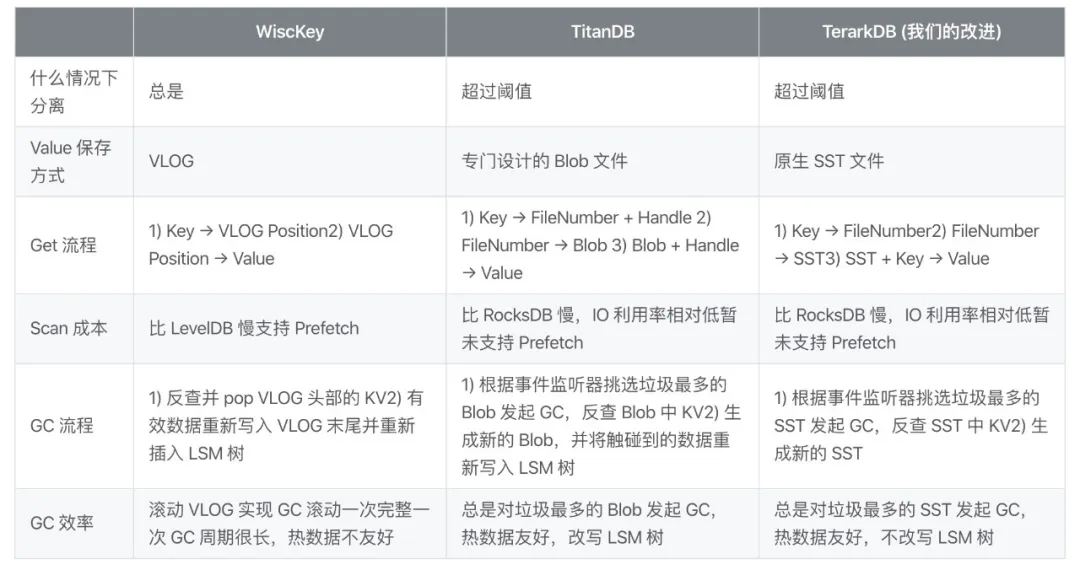 WiscKey
TitanDB
TerarkDB (我们的改进)
什么情况下
分离
总是
超过阈值
超过阈值
Value 保存
方式
VLOG
专门设计的 Blob 文件
原生 SST 文件
Get 流程
1) Key → VLOG Position2) VLOG
Position → Value
1) Key → FileNumber + Handle 2)
FileNumber → Blob 3) Blob + Handle
→ Value
1) Key → FileNumber2) FileNumber
→ SST3) SST + Key → Value
Scan 成本
比 LevelDB 慢支持 Prefetch
比 RocksDB 慢，IO 利用率相对低暂
未支持 Prefetch
比 RocksDB 慢，IO 利用率相对低暂
未支持 Prefetch
GC 流程
1) 反查并 pop VLOG 头部的 KV2) 有
效数据重新写入 VLOG 末尾并重新
插入 LSM 树
1) 根据事件监听器挑选垃圾最多的
Blob 发起 GC，反查 Blob 中 KV2) 生
成新的 Blob，并将触碰到的数据重
新写入 LSM 树
1) 根据事件监听器挑选垃圾最多的
SST 发起 GC，反查 SST 中 KV2) 生
成新的 SST
GC 效率
滚动 VLOG 实现 GC 滚动一次完整一
次 GC 周期很长，热数据不友好
总是对垃圾最多的 Blob 发起 GC，
热数据友好，改写 LSM 树
总是对垃圾最多的 SST 发起 GC，
热数据友好，不改写 LSM 树